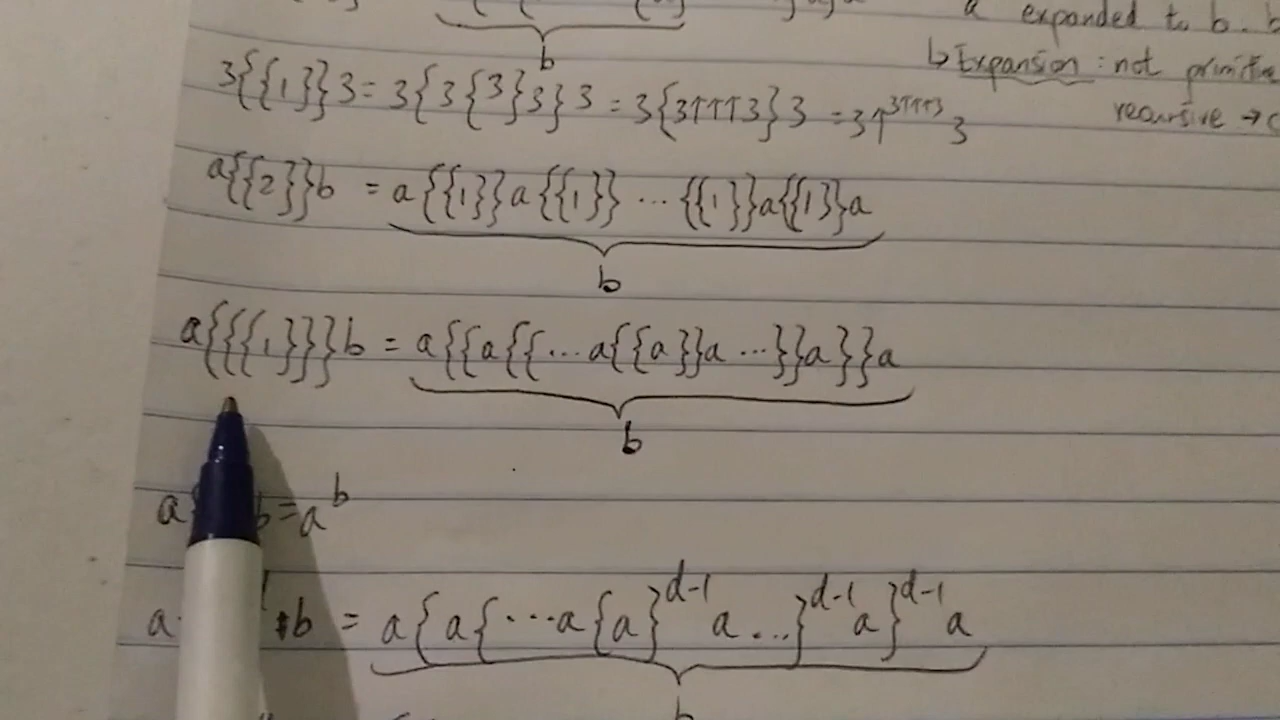 b
a expanded to b. b
3{{1}}3 = 3{3{3}3}3 = 3{3↑↑↑3}3 = 3↑^{3↑↑↑3} 3
↳ Expansion : not primitive
recursive → c
a{{2}}b = a{{1}}a{{1}} ... {{1}}a{{1}}a
b
a{{{1}}}b = a{{a{{...a{{a}}a...}}a}}a
b
a{ b = a^b
a b = a{a{...a{a}^{d-1} a...}^{d-1} a}^{d-1} a
b